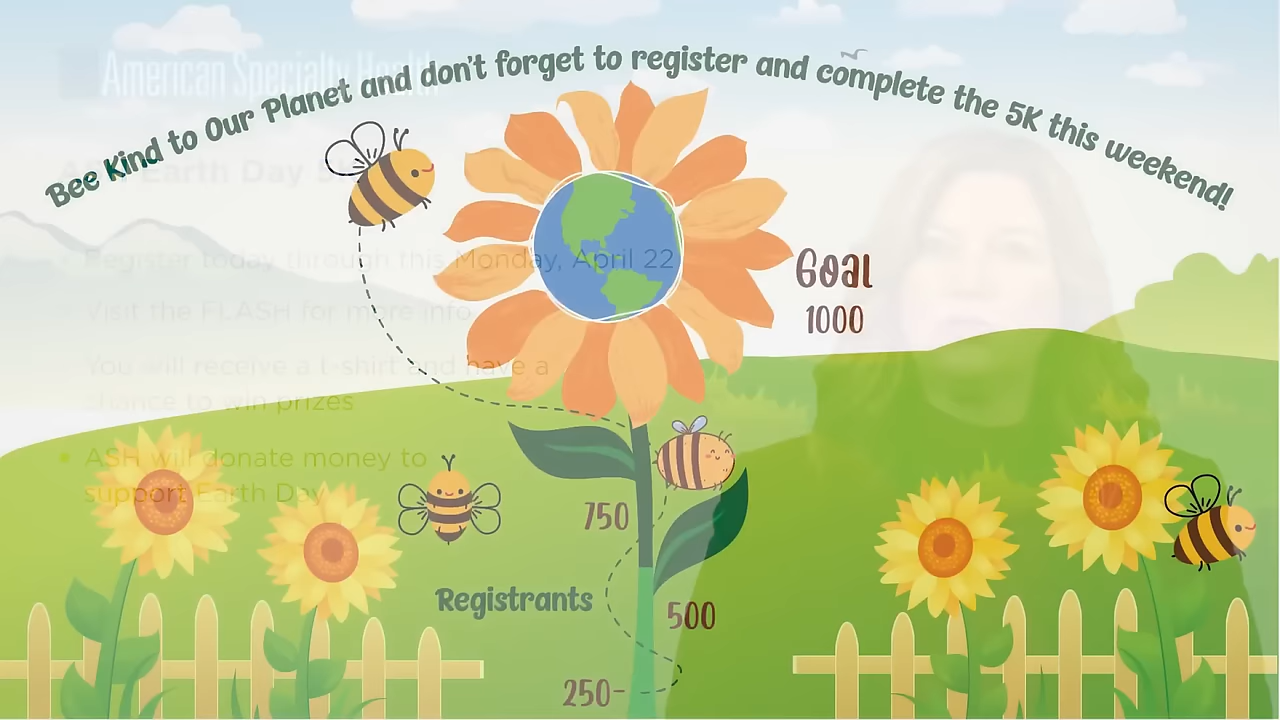 American Specialty Health
Bee Kind to Our Planet and don't forget to register and complete the 5K this weekend!
ASH Earth Day 5K
Register today through this Monday, April 22
Visit the FLASH for more info
You will receive a t-shirt and have a
chance to win prizes
ASH will donate money to
support Earth Day
Goal
1000
750
Registrants
500
250-